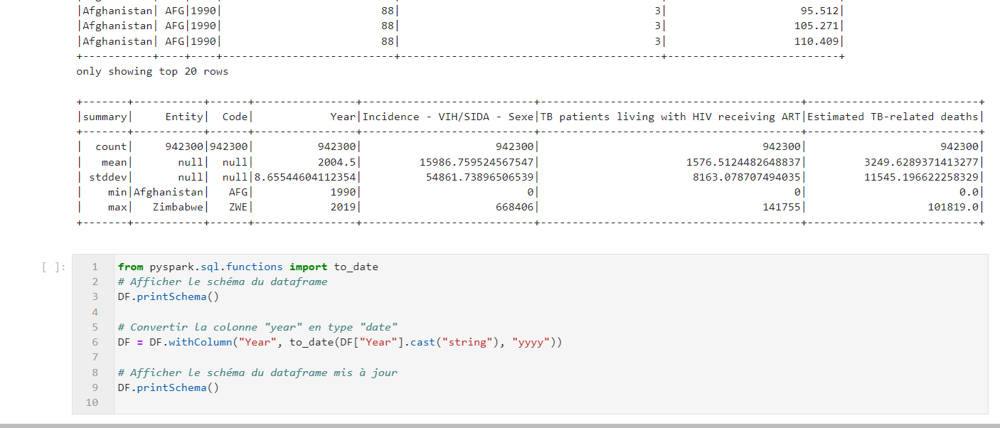 |Afghanistan| AFG|1990|                         88|                                        3|                     95.512|
|Afghanistan| AFG|1990|                         88|                                        3|                    105.271|
|Afghanistan| AFG|1990|                         88|                                        3|                    110.409|
+-----------+----+----+---------------------------+-----------------------------------------+---------------------------+
only showing top 20 rows
+-------+-----------+------+----------------+---------------------------+-----------------------------------------+---------------------------+
|summary|     Entity|  Code|            Year|Incidence - VIH/SIDA - Sexe|TB patients living with HIV receiving ART|Estimated TB-related deaths|
+-------+-----------+------+----------------+---------------------------+-----------------------------------------+---------------------------+
|  count|     942300|942300|          942300|                     942300|                                   942300|                     942300|
|   mean|       null|  null|          2004.5|         15986.759524567547|                       1576.5124482648837|         3249.6289371413277|
| stddev|       null|  null|8.65544604112354|          54861.73896506539|                        8163.078707494035|         11545.196622258329|
|    min|Afghanistan|   AFG|            1990|                          0|                                        0|                        0.0|
|    max|   Zimbabwe|   ZWE|            2019|                     668406|                                   141755|                   101819.0|
+-------+-----------+------+----------------+---------------------------+-----------------------------------------+---------------------------+
[ ]: 1 from pyspark.sql.functions import to_date
2 # Afficher le schéma du dataframe
3 DF.printSchema()
4
5 # Convertir la colonne "year" en type "date"
6 DF = DF.withColumn("Year", to_date(DF["Year"].cast("string"), "yyyy"))
7
8 # Afficher le schéma du dataframe mis à jour
9 DF.printSchema()
10